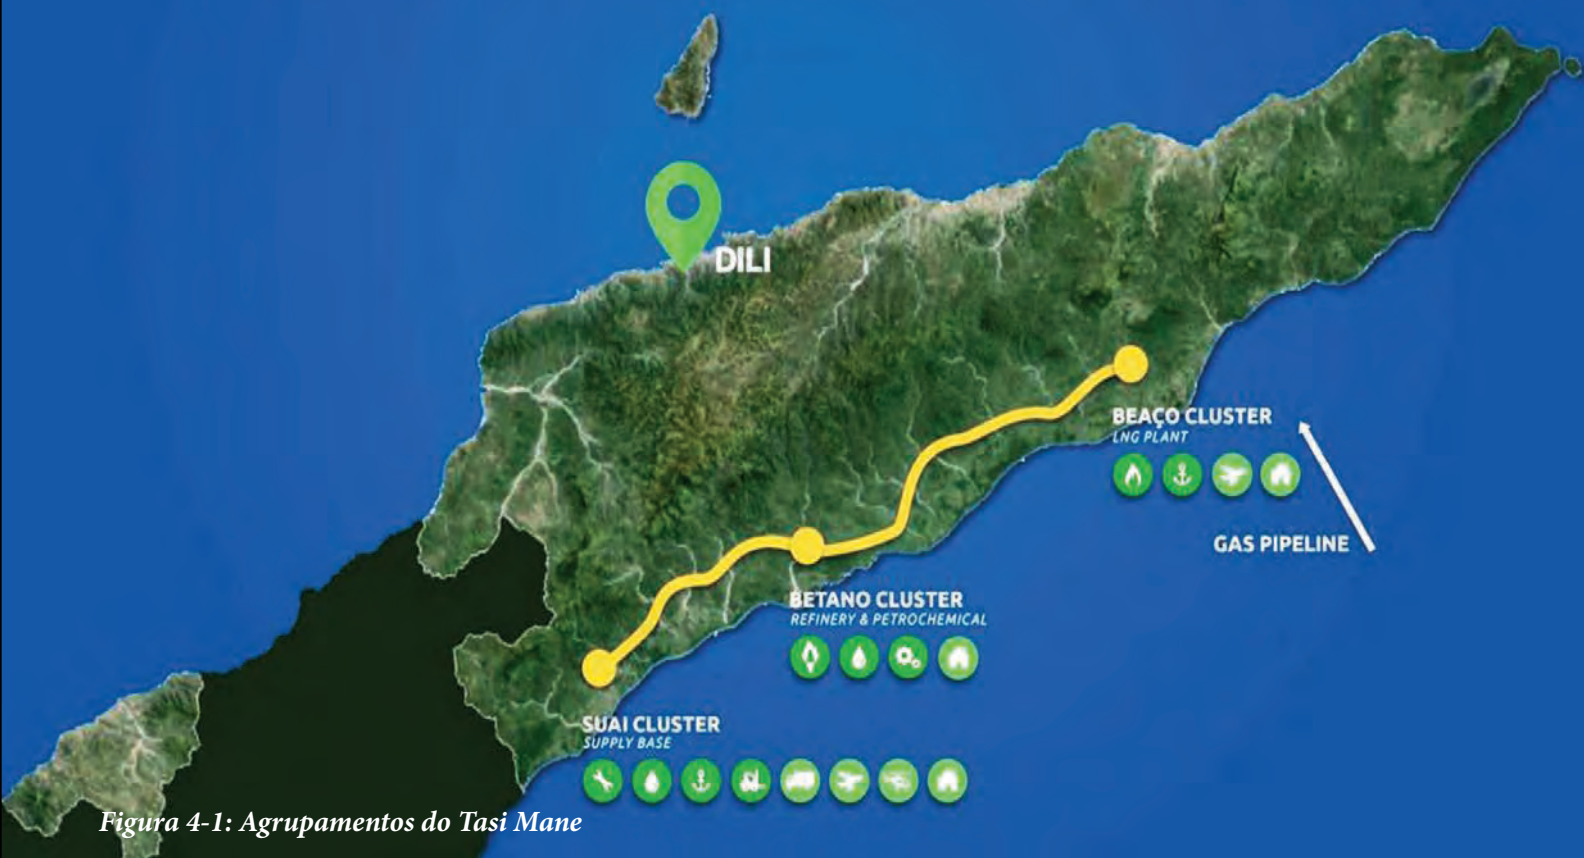 DILI
BEAÇO CLUSTER
LNG PLANT
GAS PIPELINE
BETANO CLUSTER
REFINERY & PETROCHEMICAL
SUAI CLUSTER
SUPPLY BASE
Figura 4-1: Agrupamentos do Tasi Mane